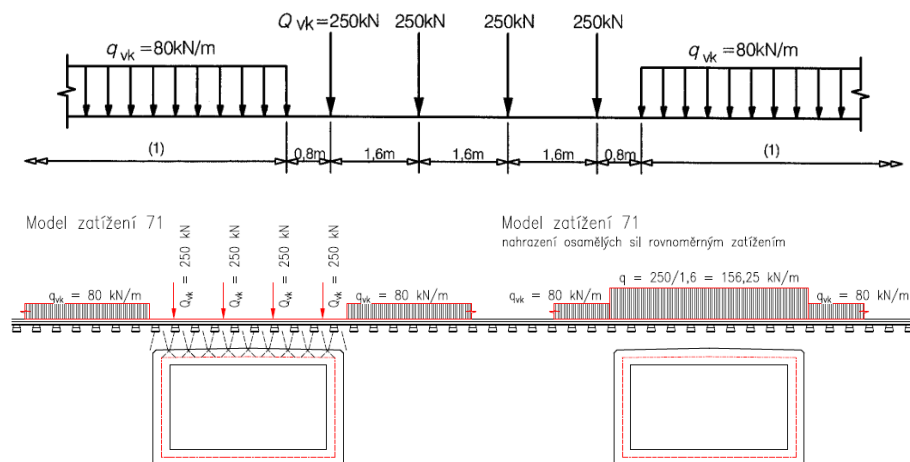 Q vk =250kN 250kN 250kN 250kN
q vk =80kN/m q vk =80kN/m
(1) 0,8m 1,6m 1,6m 1,6m 0,8m (1)
Model zatížení 71
Q vk = 250 kN
Q vk = 250 kN
Q vk = 250 kN
Q vk = 250 kN
q vk = 80 kN/m q vk = 80 kN/m
Model zatížení 71
nahrazení osamělých sil rovnoměrným zatížením
q = 250/1,6 = 156,25 kN/m
q vk = 80 kN/m q vk = 80 kN/m